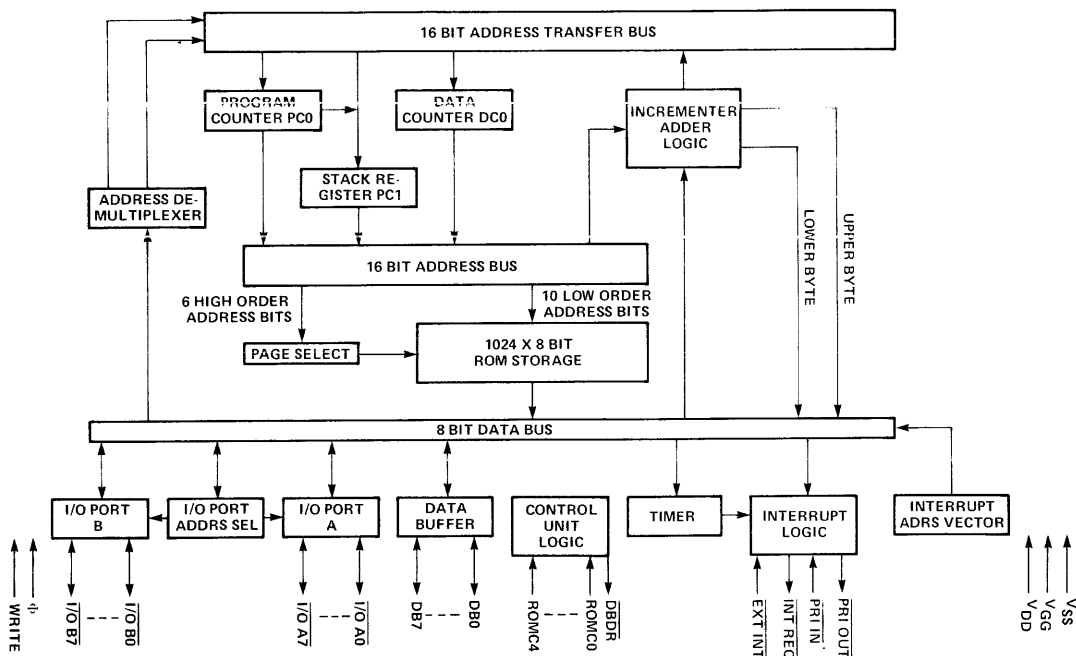 16 BIT ADDRESS TRANSFER BUS
PROGRAM
COUNTER PC0
DATA
COUNTER DC0
INCREMENTER
ADDER
LOGIC
STACK RE-
GISTER PC1
ADDRESS DE-
MULTIPLEXER
LOWER BYTE
UPPER BYTE
16 BIT ADDRESS BUS
6 HIGH ORDER
ADDRESS BITS
10 LOW ORDER
ADDRESS BITS
PAGE SELECT
1024 X 8 BIT
ROM STORAGE
8 BIT DATA BUS
I/O PORT
B
I/O PORT
ADDRS SEL
I/O PORT
A
DATA
BUFFER
CONTROL
UNIT
LOGIC
TIMER
INTERRUPT
LOGIC
INTERRUPT
ADRS VECTOR
WRITE
Φ
I/O B7
I/O B0
I/O A7
I/O A0
DB7
DB0
ROMC4
ROMC0
DBDR
EXT INT
INT REQ
PRI IN
PRI OUT
VDD
VGG
VSS